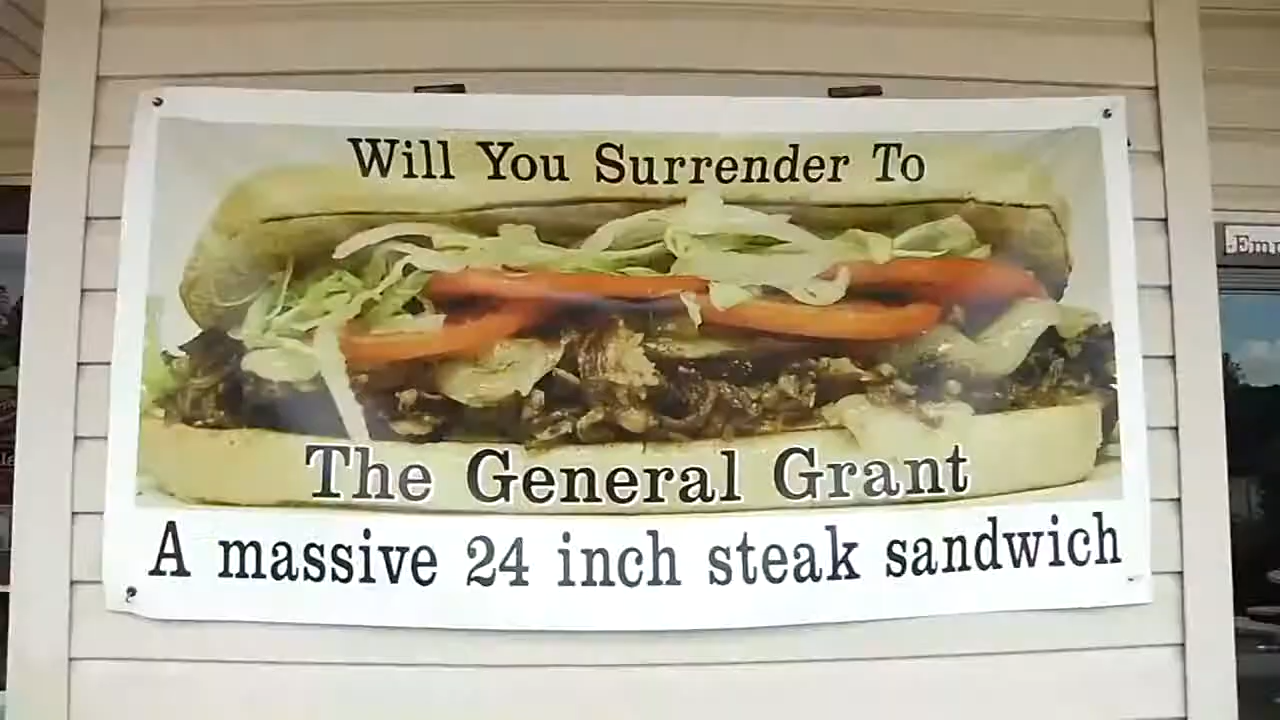 Will You Surrender To
The General Grant
A massive 24 inch steak sandwich